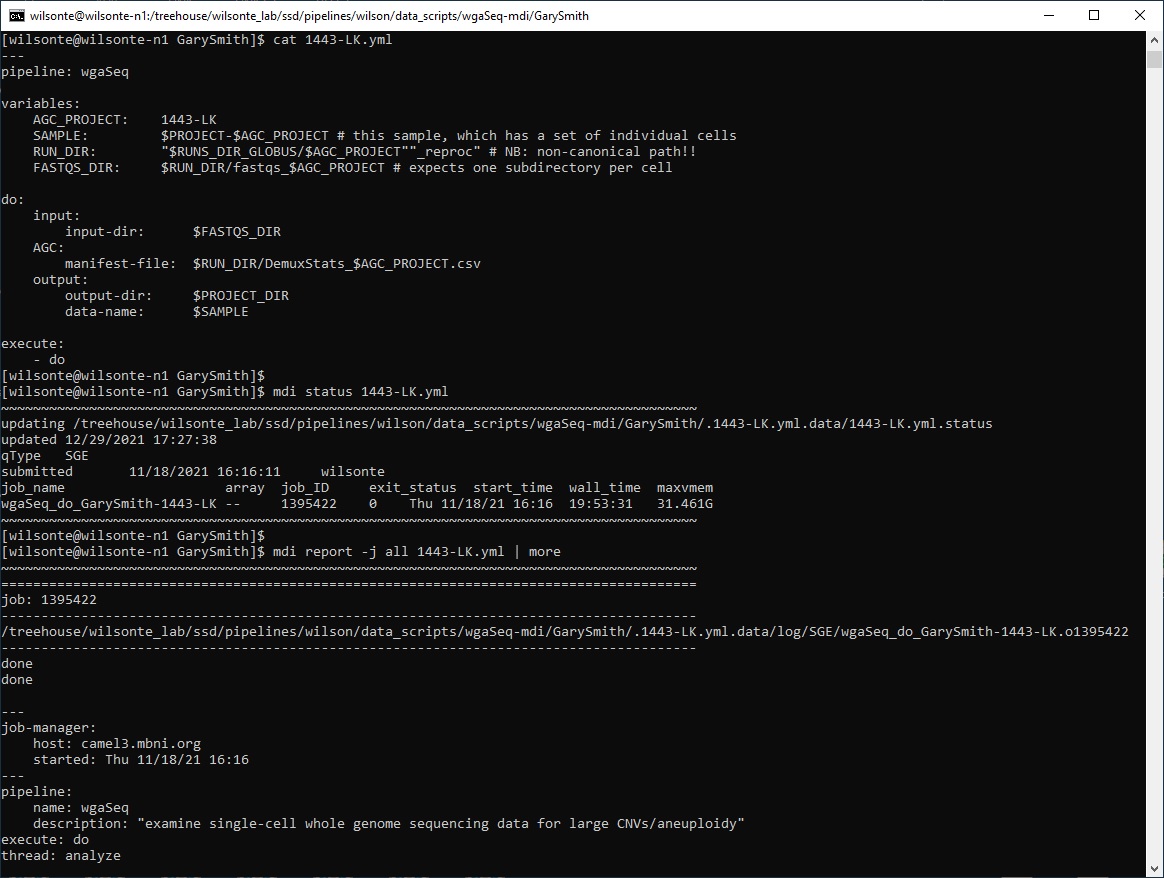 wilsonte@wilsonte-n1:/treehouse/wilsonte_lab/ssd/pipelines/wilson/data_scripts/wgaSeq-mdi/GarySmith
[wilsonte@wilsonte-n1 GarySmith]$ cat 1443-LK.yml
---
pipeline: wgaSeq

variables:
    AGC_PROJECT:    1443-LK
    SAMPLE:         $PROJECT-$AGC_PROJECT # this sample, which has a set of individual cells
    RUN_DIR:        "$RUNS_DIR_GLOBUS/$AGC_PROJECT""_reproc" # NB: non-canonical path!!
    FASTQS_DIR:     $RUN_DIR/fastqs_$AGC_PROJECT # expects one subdirectory per cell

do:
    input:
        input-dir:      $FASTQS_DIR
    AGC:
        manifest-file:  $RUN_DIR/DemuxStats_$AGC_PROJECT.csv
    output:
        output-dir:     $PROJECT_DIR
        data-name:      $SAMPLE

execute:
    - do
[wilsonte@wilsonte-n1 GarySmith]$
[wilsonte@wilsonte-n1 GarySmith]$ mdi status 1443-LK.yml
~~~~~~~~~~~~~~~~~~~~~~~~~~~~~~~~~~~~~~~~~~~~~~~~~~~~~~~~~~~~~~~~~~~~~~~~~~~~~~~~~~~~~~~
updating /treehouse/wilsonte_lab/ssd/pipelines/wilson/data_scripts/wgaSeq-mdi/GarySmith/.1443-LK.yml.data/1443-LK.yml.status
updated 12/29/2021 17:27:38
qType   SGE
submitted       11/18/2021 16:16:11     wilsonte
job_name                    array  job_ID     exit_status  start_time  wall_time  maxvmem
wgaSeq_do_GarySmith-1443-LK --     1395422    0    Thu 11/18/21 16:16  19:53:31   31.461G
~~~~~~~~~~~~~~~~~~~~~~~~~~~~~~~~~~~~~~~~~~~~~~~~~~~~~~~~~~~~~~~~~~~~~~~~~~~~~~~~~~~~~~~
[wilsonte@wilsonte-n1 GarySmith]$
[wilsonte@wilsonte-n1 GarySmith]$ mdi report -j all 1443-LK.yml | more
~~~~~~~~~~~~~~~~~~~~~~~~~~~~~~~~~~~~~~~~~~~~~~~~~~~~~~~~~~~~~~~~~~~~~~~~~~~~~~~~~~~~~~~
=======================================================================================
job: 1395422
---------------------------------------------------------------------------------------
/treehouse/wilsonte_lab/ssd/pipelines/wilson/data_scripts/wgaSeq-mdi/GarySmith/.1443-LK.yml.data/log/SGE/wgaSeq_do_GarySmith-1443-LK.o1395422
---------------------------------------------------------------------------------------
done
done

---
job-manager:
    host: camel3.mbni.org
    started: Thu 11/18/21 16:16
---
pipeline:
    name: wgaSeq
    description: "examine single-cell whole genome sequencing data for large CNVs/aneuploidy"
execute: do
thread: analyze